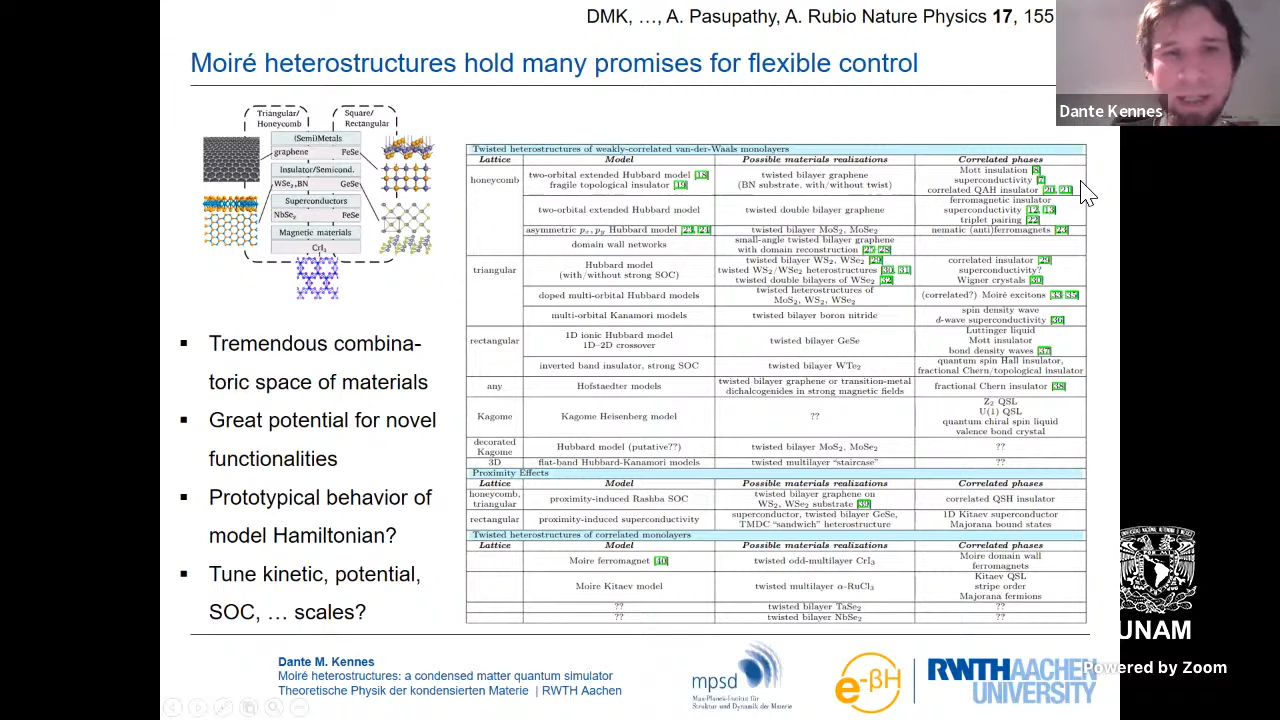 DMK, …, A. Pasupathy, A. Rubio Nature Physics 17, 155
Moiré heterostructures hold many promises for flexible control
Dante Kennes
Triangular/
Honeycomb
Square/
Rectangular
(Semi)Metals
graphene FeSe
Insulator/Semicond.
WSe₂,BN GeSe
Superconductors
NbSe₂ FeSe
Magnetic materials
CrI₃
▪ Tremendous combina-
toric space of materials
▪ Great potential for novel
functionalities
▪ Prototypical behavior of
model Hamiltonian?
▪ Tune kinetic, potential,
SOC, … scales?
Twisted heterostructures of weakly-correlated van-der-Waals monolayers
Lattice Model Possible materials realizations Correlated phases
honeycomb
two-orbital extended Hubbard model [18]
fragile topological insulator [19]
twisted bilayer graphene
(BN substrate, with/without twist)
Mott insulation [8]
superconductivity [7]
correlated QAH insulator [20, 21]
two-orbital extended Hubbard model
twisted double bilayer graphene
ferromagnetic insulator
superconductivity [12, 13]
triplet pairing [22]
asymmetric pₓ, pᵧ Hubbard model [23, 24]
twisted bilayer MoS₂, MoSe₂
nematic (anti)ferromagnets [23]
domain wall networks
small-angle twisted bilayer graphene
with domain reconstruction [25–28]
triangular
Hubbard model
(with/without strong SOC)
twisted bilayer WS₂, WSe₂ [29]
twisted WS₂/WSe₂ heterostructures [30, 31]
twisted double bilayers of WSe₂ [32]
correlated insulator [29]
superconductivity?
Wigner crystals [30]
doped multi-orbital Hubbard models
twisted heterostructures of
MoS₂, WS₂, WSe₂
(correlated?) Moiré excitons [33–35]
multi-orbital Kanamori models
twisted bilayer boron nitride
spin density wave
d-wave superconductivity [36]
rectangular
1D ionic Hubbard model
1D–2D crossover
twisted bilayer GeSe
Luttinger liquid
Mott insulator
bond density waves [37]
inverted band insulator, strong SOC
twisted bilayer WTe₂
quantum spin Hall insulator,
fractional Chern/topological insulator
any
Hofstaedter models
twisted bilayer graphene or transition-metal
dichalcogenides in strong magnetic fields
fractional Chern insulator [38]
Kagome
Kagome Heisenberg model
??
Z₂ QSL
U(1) QSL
quantum chiral spin liquid
valence bond crystal
decorated
Kagome
Hubbard model (putative??)
twisted bilayer MoS₂, MoSe₂
??
3D
flat-band Hubbard-Kanamori models
twisted multilayer “staircase”
??
Proximity Effects
Lattice Model Possible materials realizations Correlated phases
honeycomb,
triangular
proximity-induced Rashba SOC
twisted bilayer graphene on
WS₂, WSe₂ substrate [39]
correlated QSH insulator
rectangular
proximity-induced superconductivity
superconductor, twisted bilayer GeSe,
TMDC “sandwich” heterostructure
1D Kitaev superconductor
Majorana bound states
Twisted heterostructures of correlated monolayers
Lattice Model Possible materials realizations Correlated phases
Moire ferromagnet [40]
twisted odd-multilayer CrI₃
Moire domain wall
ferromagnets
Moire Kitaev model
twisted multilayer α-RuCl₃
Kitaev QSL
stripe order
Majorana fermions
??
twisted bilayer TaSe₂
??
??
twisted bilayer NbSe₂
??
Dante M. Kennes
Moiré heterostructures: a condensed matter quantum simulator
Theoretische Physik der kondensierten Materie | RWTH Aachen
mpsd
Max-Planck-Institut für
Struktur und Dynamik der Materie
e-βH
RWTH AACHEN
UNIVERSITY
UNAM
Powered by Zoom